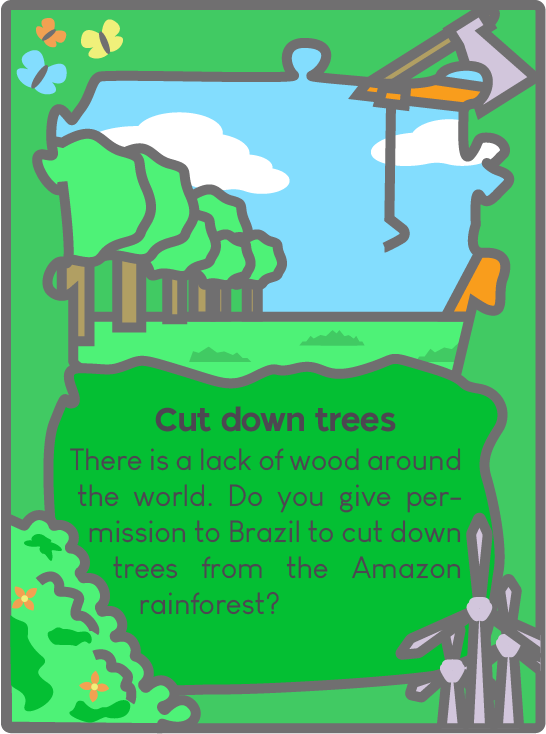 Cut down trees
There is a lack of wood around
the world. Do you give per-
mission to Brazil to cut down
trees from the Amazon
rainforest?